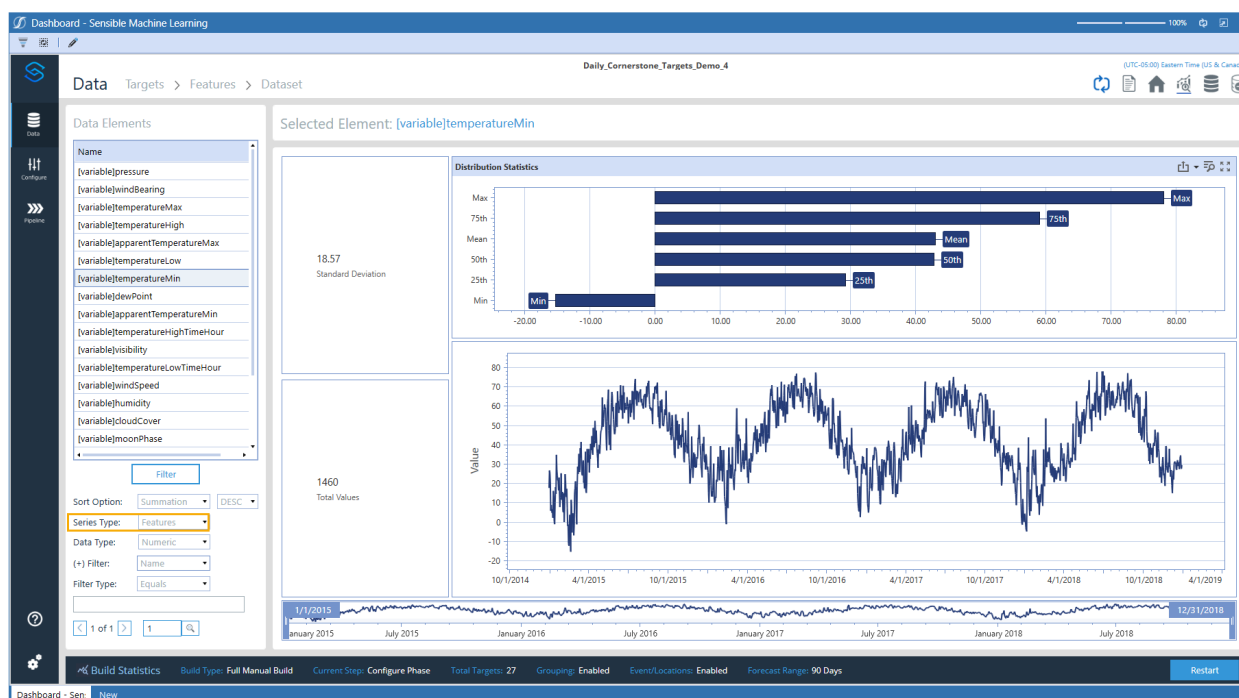 Dashboard - Sensible Machine Learning
100%
Daily_Cornerstone_Targets_Demo_4
(UTC-05:00) Eastern Time (US & Canad
Data Targets > Features > Dataset
Data
Configure
Pipeline
Data Elements
Name
[variable]pressure
[variable]windBearing
[variable]temperatureMax
[variable]temperatureHigh
[variable]apparentTemperatureMax
[variable]temperatureLow
[variable]temperatureMin
[variable]dewPoint
[variable]apparentTemperatureMin
[variable]temperatureHighTimeHour
[variable]visibility
[variable]temperatureLowTimeHour
[variable]windSpeed
[variable]humidity
[variable]cloudCover
[variable]moonPhase
Filter
Sort Option: Summation DESC
Series Type: Features
Data Type: Numeric
(+) Filter: Name
Filter Type: Equals
1 of 1 1
Selected Element: [variable]temperatureMin
18.57
Standard Deviation
1460
Total Values
Distribution Statistics
Max Max
75th 75th
Mean Mean
50th 50th
25th 25th
Min Min
-20.00 -10.00 0.00 10.00 20.00 30.00 40.00 50.00 60.00 70.00 80.00
Value
80
70
60
50
40
30
20
10
0
-10
-20
10/1/2014 4/1/2015 10/1/2015 4/1/2016 10/1/2016 4/1/2017 10/1/2017 4/1/2018 10/1/2018 4/1/2019
1/1/2015 12/31/2018
anuary 2015 July 2015 January 2016 July 2016 January 2017 July 2017 January 2018 July 2018
Build Statistics Build Type: Full Manual Build Current Step: Configure Phase Total Targets: 27 Grouping: Enabled Event/Locations: Enabled Forecast Range: 90 Days Restart
Dashboard - Sen: New